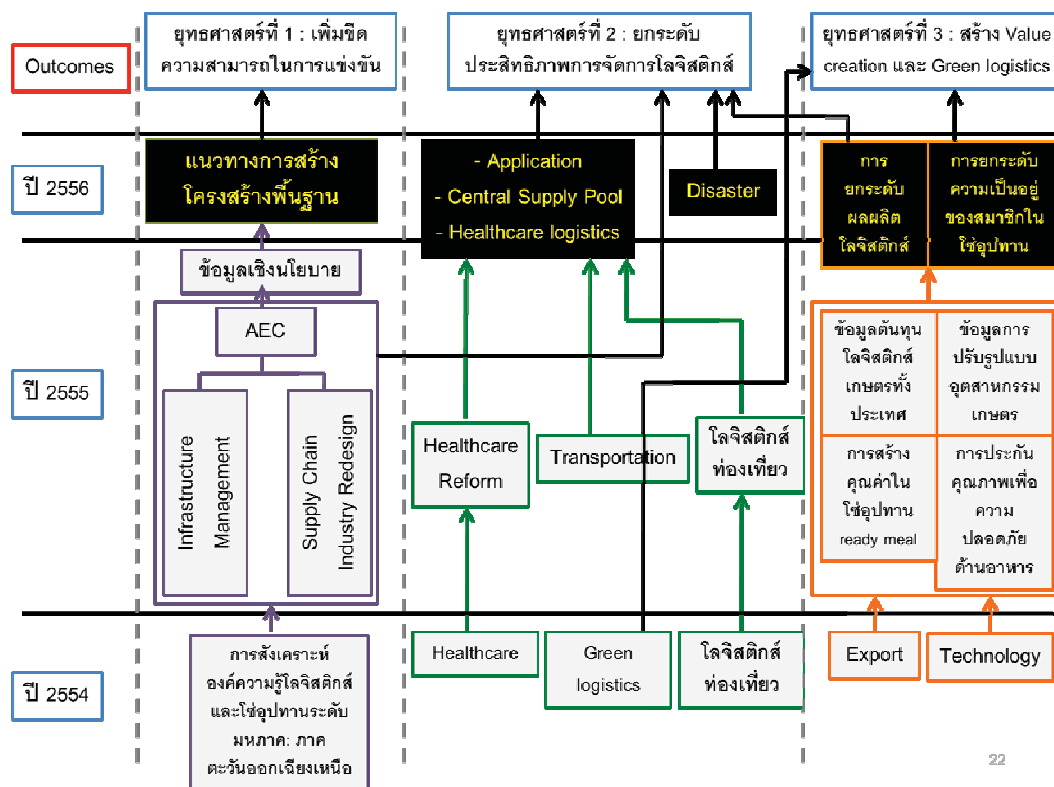 Outcomes
ยุทธศาสตร์ที่ 1 : เพิ่มขีด
ความสามารถในการแข่งขัน
ยุทธศาสตร์ที่ 2 : ยกระดับ
ประสิทธิภาพการจัดการโลจิสติกส์
ยุทธศาสตร์ที่ 3 : สร้าง Value
creation และ Green logistics
ปี 2556
แนวทางการสร้าง
โครงสร้างพื้นฐาน
- Application
- Central Supply Pool
- Healthcare logistics
Disaster
การ
ยกระดับ
ผลผลิต
โลจิสติกส์
การยกระดับ
ความเป็นอยู่
ของสมาชิกใน
โซ่อุปทาน
ปี 2555
ข้อมูลเชิงนโยบาย
AEC
Infrastructure
Management
Supply Chain
Industry Redesign
Healthcare
Reform
Transportation
โลจิสติกส์
ท่องเที่ยว
ข้อมูลต้นทุน
โลจิสติกส์
เกษตรทั้ง
ประเทศ
ข้อมูลการ
ปรับรูปแบบ
อุตสาหกรรม
เกษตร
การสร้าง
คุณค่าใน
โซ่อุปทาน
ready meal
การประกัน
คุณภาพเพื่อ
ความ
ปลอดภัย
ด้านอาหาร
ปี 2554
การสังเคราะห์
องค์ความรู้โลจิสติกส์
และโซ่อุปทานระดับ
มหภาค: ภาค
ตะวันออกเฉียงเหนือ
Healthcare
Green
logistics
โลจิสติกส์
ท่องเที่ยว
Export
Technology
22